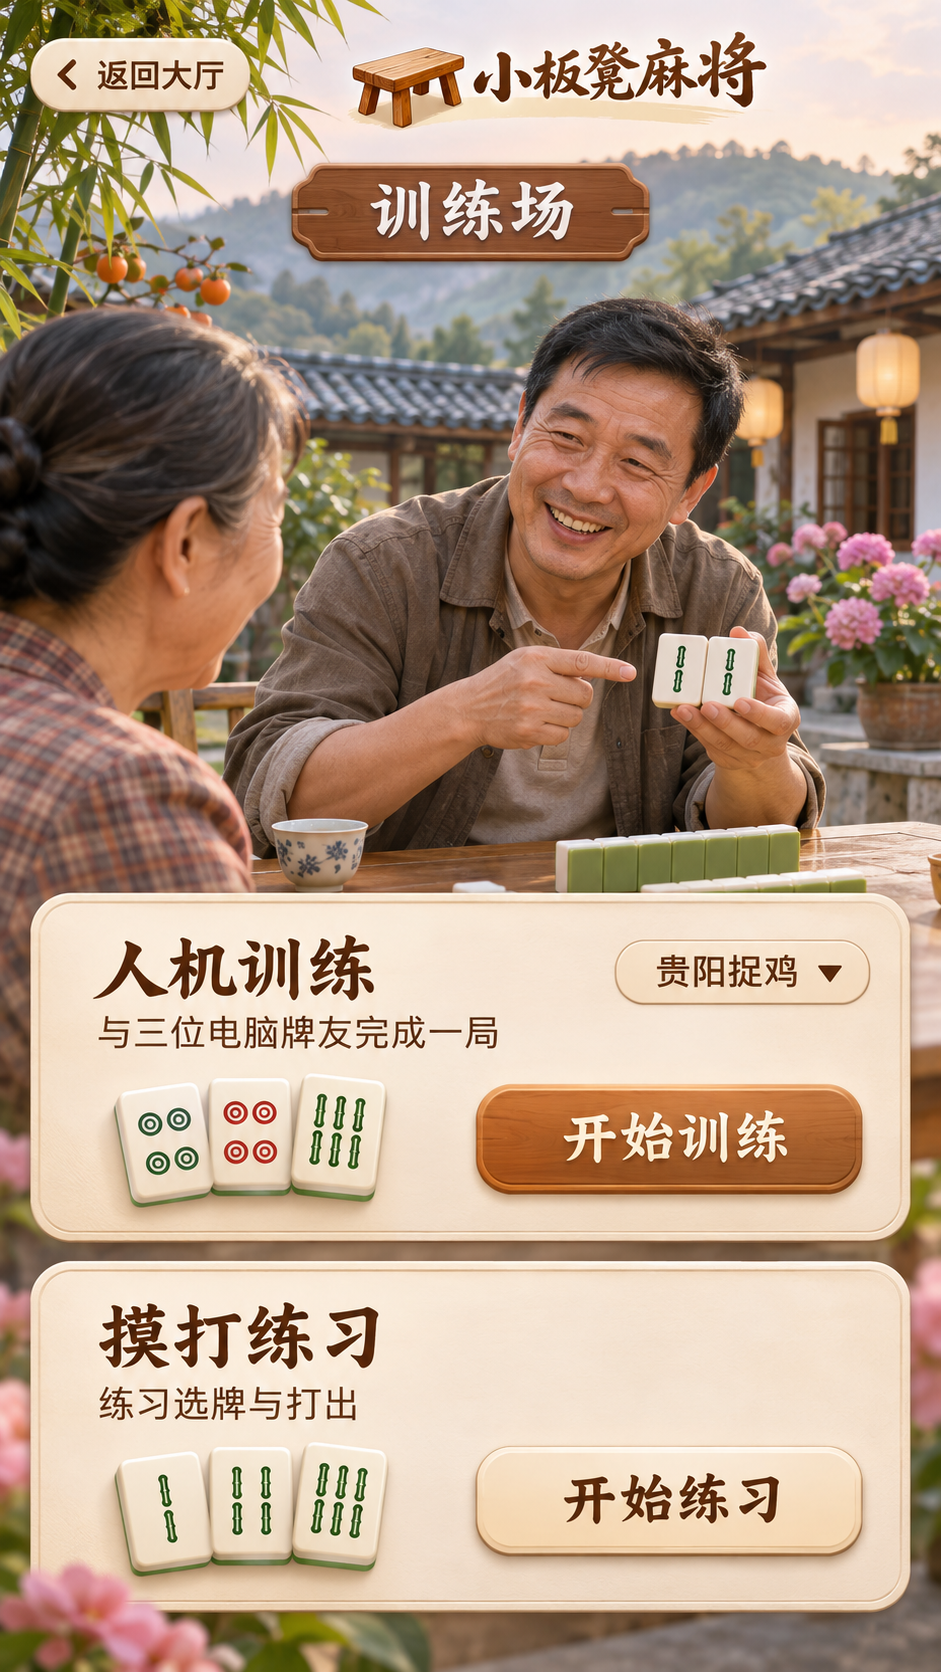 返回大厅
小板凳麻将
训练场
人机训练
贵阳捉鸡
与三位电脑牌友完成一局
开始训练
摸打练习
练习选牌与打出
开始练习